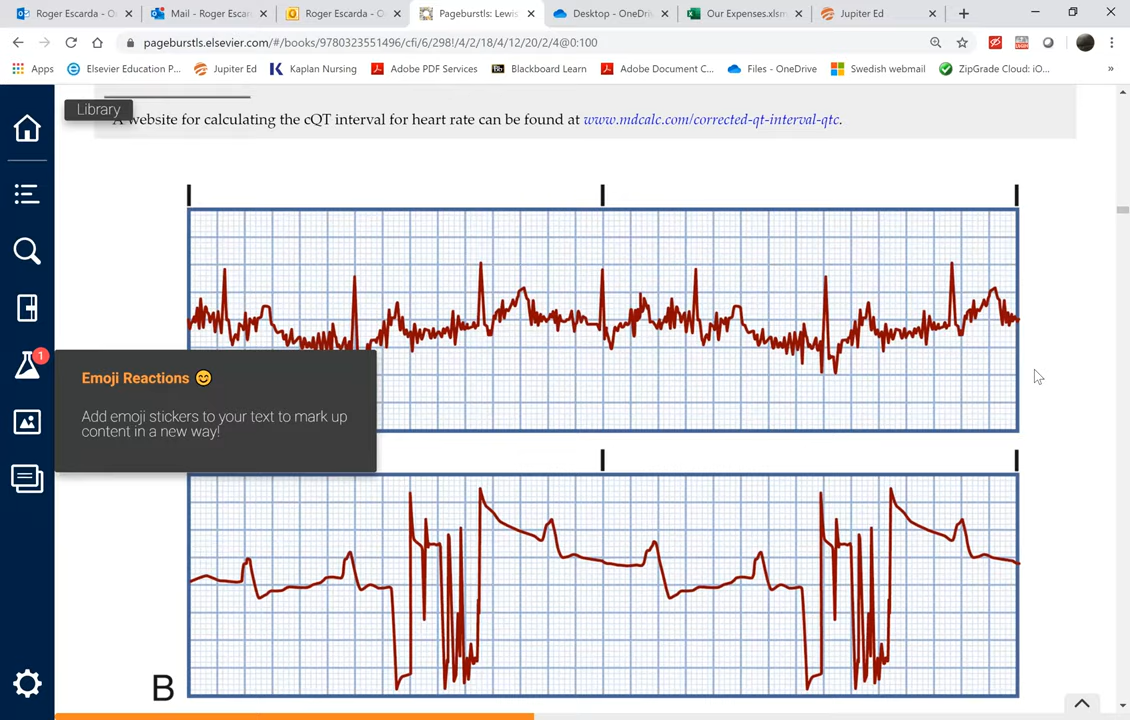 Roger Escarda - O
Mail - Roger Escar
Roger Escarda - O
Pageburstls: Lewis
Desktop - OneDri
Our Expenses.xlsm
Jupiter Ed
pageburstls.elsevier.com/#/books/9780323551496/cfi/6/298!/4/2/18/4/12/20/2/4@0:100
Apps
Elsevier Education P...
Jupiter Ed
Kaplan Nursing
Adobe PDF Services
Blackboard Learn
Adobe Document C...
Files - OneDrive
Swedish webmail
ZipGrade Cloud: iO...
»
Library
A website for calculating the cQT interval for heart rate can be found at www.mdcalc.com/corrected-qt-interval-qtc.
1
Emoji Reactions 😊
Add emoji stickers to your text to mark up
content in a new way!
B